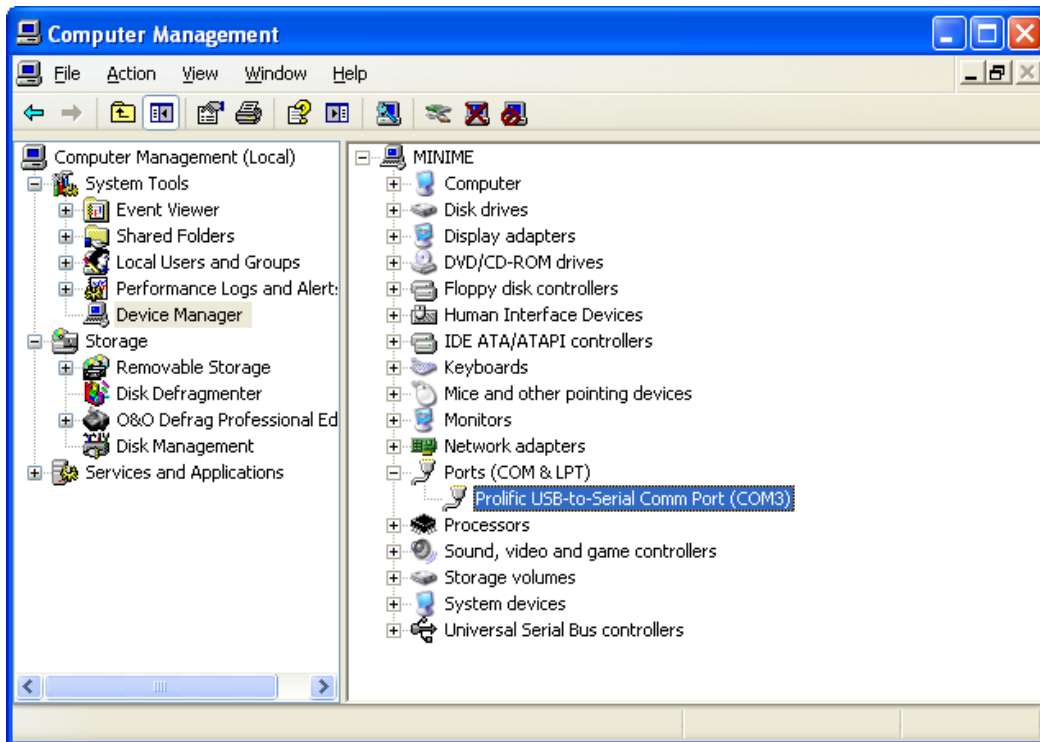 Computer Management
File Action View Window Help
Computer Management (Local)
System Tools
Event Viewer
Shared Folders
Local Users and Groups
Performance Logs and Alert:
Device Manager
Storage
Removable Storage
Disk Defragmenter
O&O Defrag Professional Ed
Disk Management
Services and Applications
MINIME
Computer
Disk drives
Display adapters
DVD/CD-ROM drives
Floppy disk controllers
Human Interface Devices
IDE ATA/ATAPI controllers
Keyboards
Mice and other pointing devices
Monitors
Network adapters
Ports (COM & LPT)
Prolific USB-to-Serial Comm Port (COM3)
Processors
Sound, video and game controllers
Storage volumes
System devices
Universal Serial Bus controllers